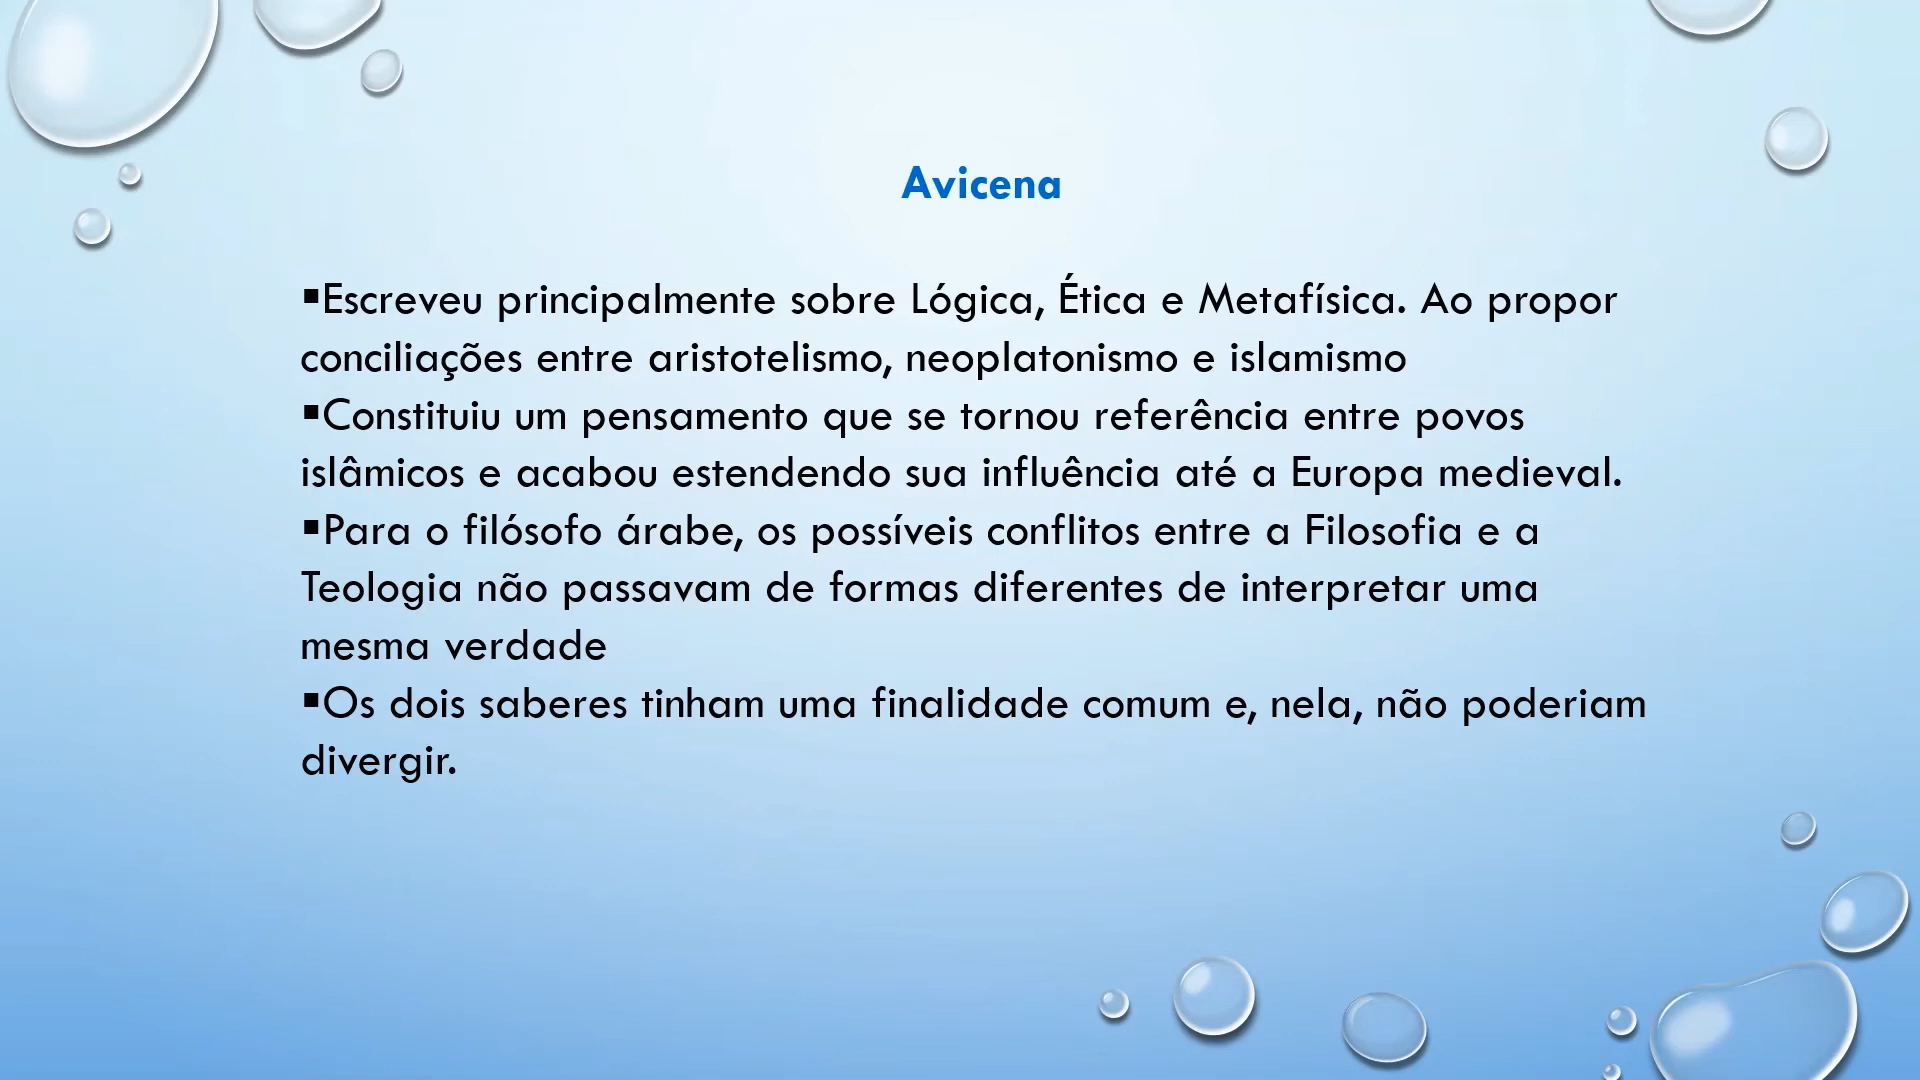 Avicena
▪Escreveu principalmente sobre Lógica, Ética e Metafísica. Ao propor
conciliações entre aristotelismo, neoplatonismo e islamismo
▪Constituiu um pensamento que se tornou referência entre povos
islâmicos e acabou estendendo sua influência até a Europa medieval.
▪Para o filósofo árabe, os possíveis conflitos entre a Filosofia e a
Teologia não passavam de formas diferentes de interpretar uma
mesma verdade
▪Os dois saberes tinham uma finalidade comum e, nela, não poderiam
divergir.